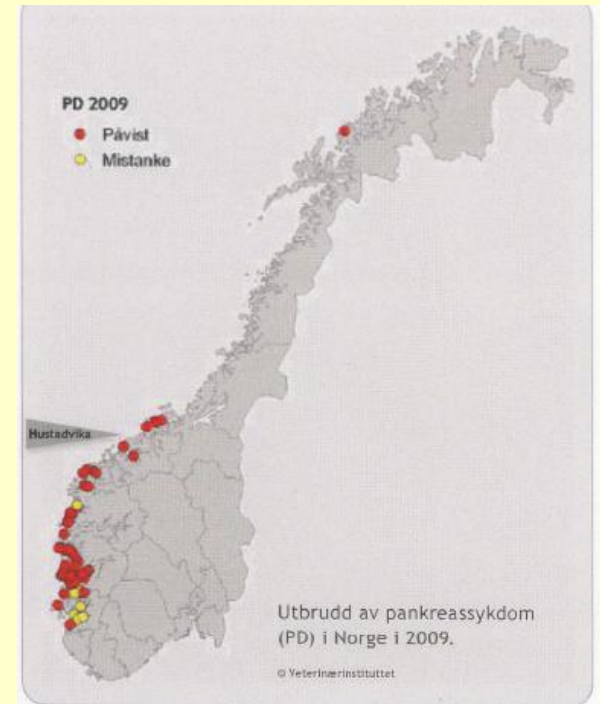 PD 2009
Påvist
Mistanke
Hustadvika
Utbrudd av pankreassykdom
(PD) i Norge i 2009.
© Veterinærinstituttet